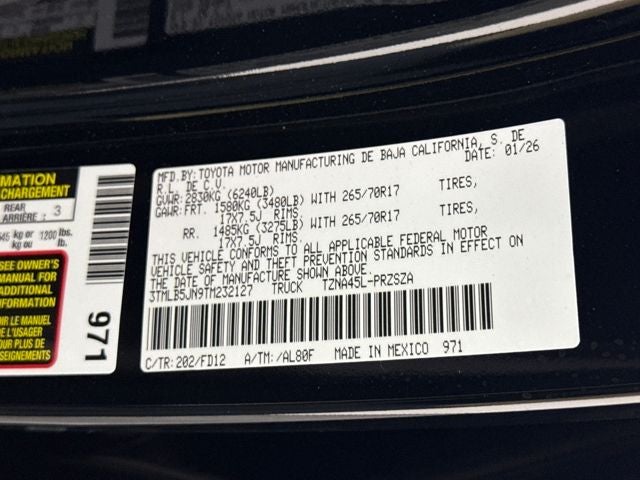 MATION
CHARGEMENT
REAR
ARRIÈRE : 3
545 kg or 1200 lbs.
kg ou lb.
SEE OWNER'S
MANUAL FOR
ADDITIONAL
INFORMATION
VOIR LE MANUEL
DE L'USAGER
POUR PLUS DE
971
MFD.BY:TOYOTA MOTOR MANUFACTURING DE BAJA CALIFORNIA, S. DE
R.L. DE C.V. DATE: 01/26
GVWR:2830KG (6240LB)
GAWR:FRT. 1580KG (3480LB) WITH 265/70R17 TIRES,
17X7.5J RIMS.
RR. 1485KG (3275LB) WITH 265/70R17 TIRES,
17X7.5J RIMS.
THIS VEHICLE CONFORMS TO ALL APPLICABLE FEDERAL MOTOR
VEHICLE SAFETY AND THEFT PREVENTION STANDARDS IN EFFECT ON
THE DATE OF MANUFACTURE SHOWN ABOVE.
3TMLB5JN9TM232127 TRUCK TZNA45L-PRZSZA
C/TR:202/FD12 A/TM:/AL80F MADE IN MEXICO 971